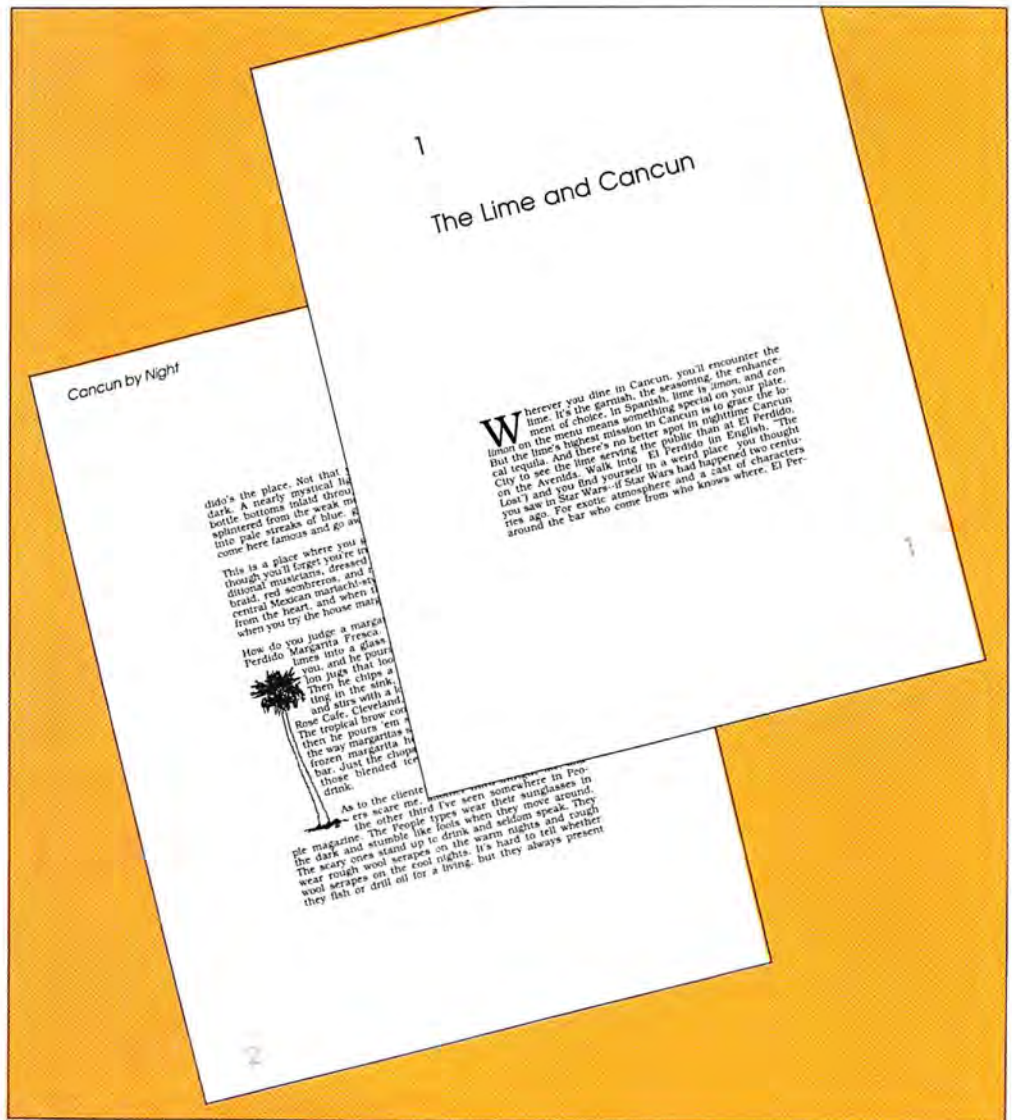 1
The Lime and Cancun
Wherever you dine in Cancun, you'll encounter the
lime. It's the garnish, the seasoning, the enhance-
ment of choice. In Spanish, lime is limon, and con
limon on the menu means something special on your plate.
But the lime's highest mission in Cancun is to grace the lo-
cal tequila. And there's no better spot in nighttime Cancun
City to see the lime serving the public than at El Perdido,
on the Avenida. Walk into El Perdido (in English, "The
Lost") and you find yourself in a weird place you thought
you saw in Star Wars--if Star Wars had happened two centu-
ries ago. For exotic atmosphere and a cast of characters
around the bar who come from who knows where, El Per-
1
Cancun by Night
dido's the place. Not that
dark. A nearly mystical lig
bottle bottoms inlaid throu
splintered from the weak m
into pale streaks of blue, g
come here famous and go aw
This is a place where you s
though you'll forget you're in
ditional musicians, dressed
braid, red sombreros, and
central Mexican mariachi-sty
from the heart, and when t
when you try the house marg
How do you judge a margar
Perdido Margarita Fresca.
limes into a glass
you, and he pours
lon jugs that loo
Then he chips a
ting in the sink,
and stirs with a lo
Rose Cafe, Cleveland.
The tropical brow coo
then he pours 'em s
the way margaritas s
frozen margarita he
bar. Just the chopp
those blended ice
drink.
As to the cliente
ers scare me, another third
the other third I've seen somewhere in Peo-
ple magazine. The People types wear their sunglasses in
the dark and stumble like fools when they move around.
The scary ones stand up to drink and seldom speak. They
wear rough wool serapes on the warm nights and rough
wool serapes on the cool nights. It's hard to tell whether
they fish or drill oil for a living, but they always present
2